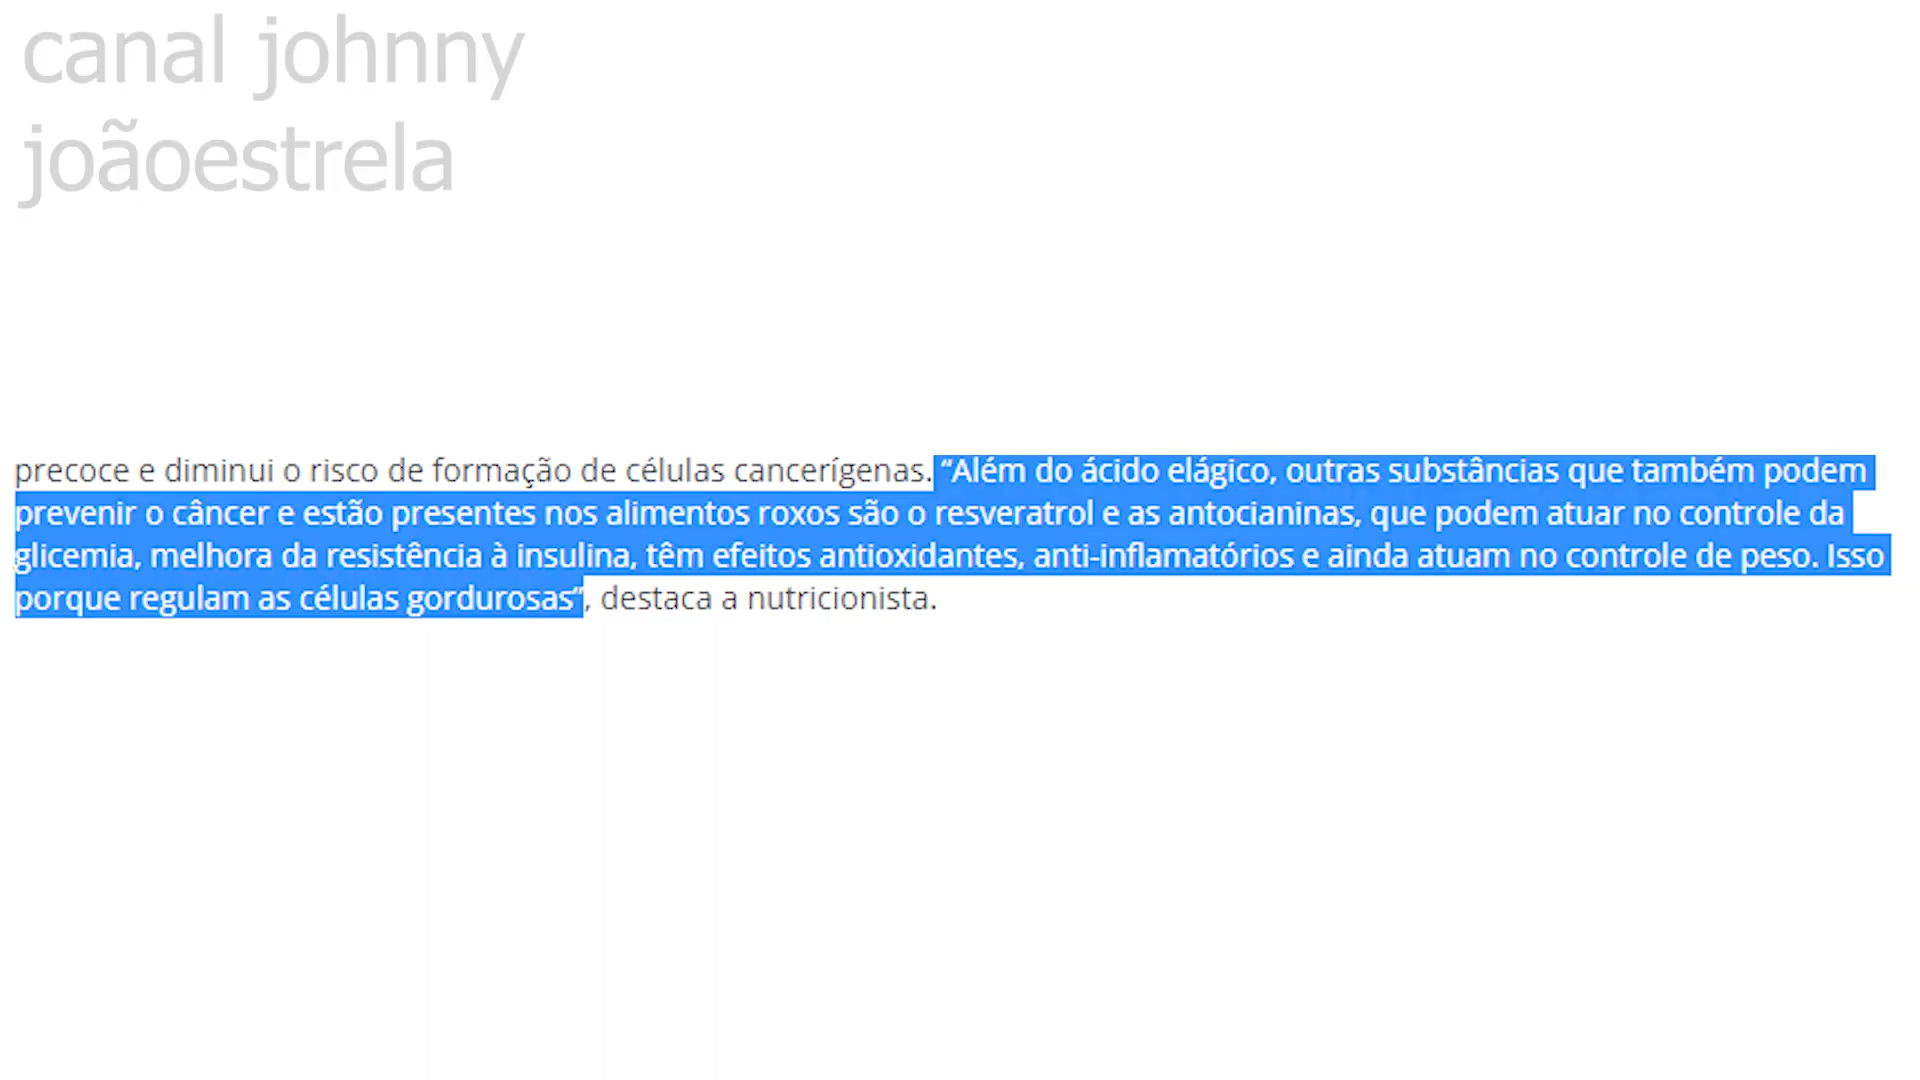 canal johnny
joãoestrela
precoce e diminui o risco de formação de células cancerígenas. “Além do ácido elágico, outras substâncias que também podem
prevenir o câncer e estão presentes nos alimentos roxos são o resveratrol e as antocianinas, que podem atuar no controle da
glicemia, melhora da resistência à insulina, têm efeitos antioxidantes, anti-inflamatórios e ainda atuam no controle de peso. Isso
porque regulam as células gordurosas”, destaca a nutricionista.